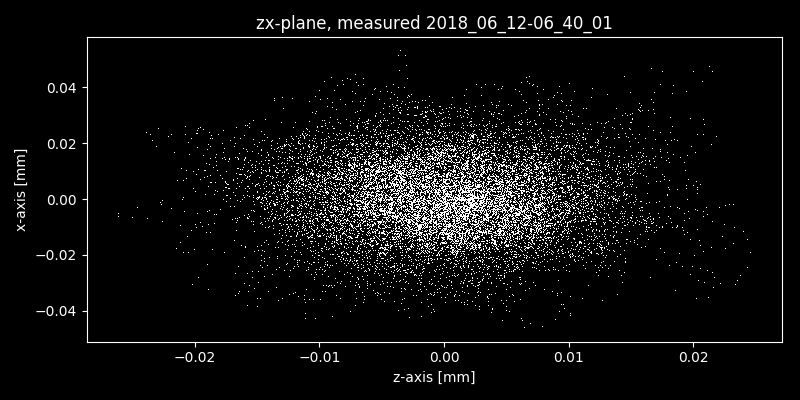 zx-plane, measured 2018_06_12-06_40_01
0.04
0.02
0.00
−0.02
−0.04
x-axis [mm]
−0.02 −0.01 0.00 0.01 0.02
z-axis [mm]